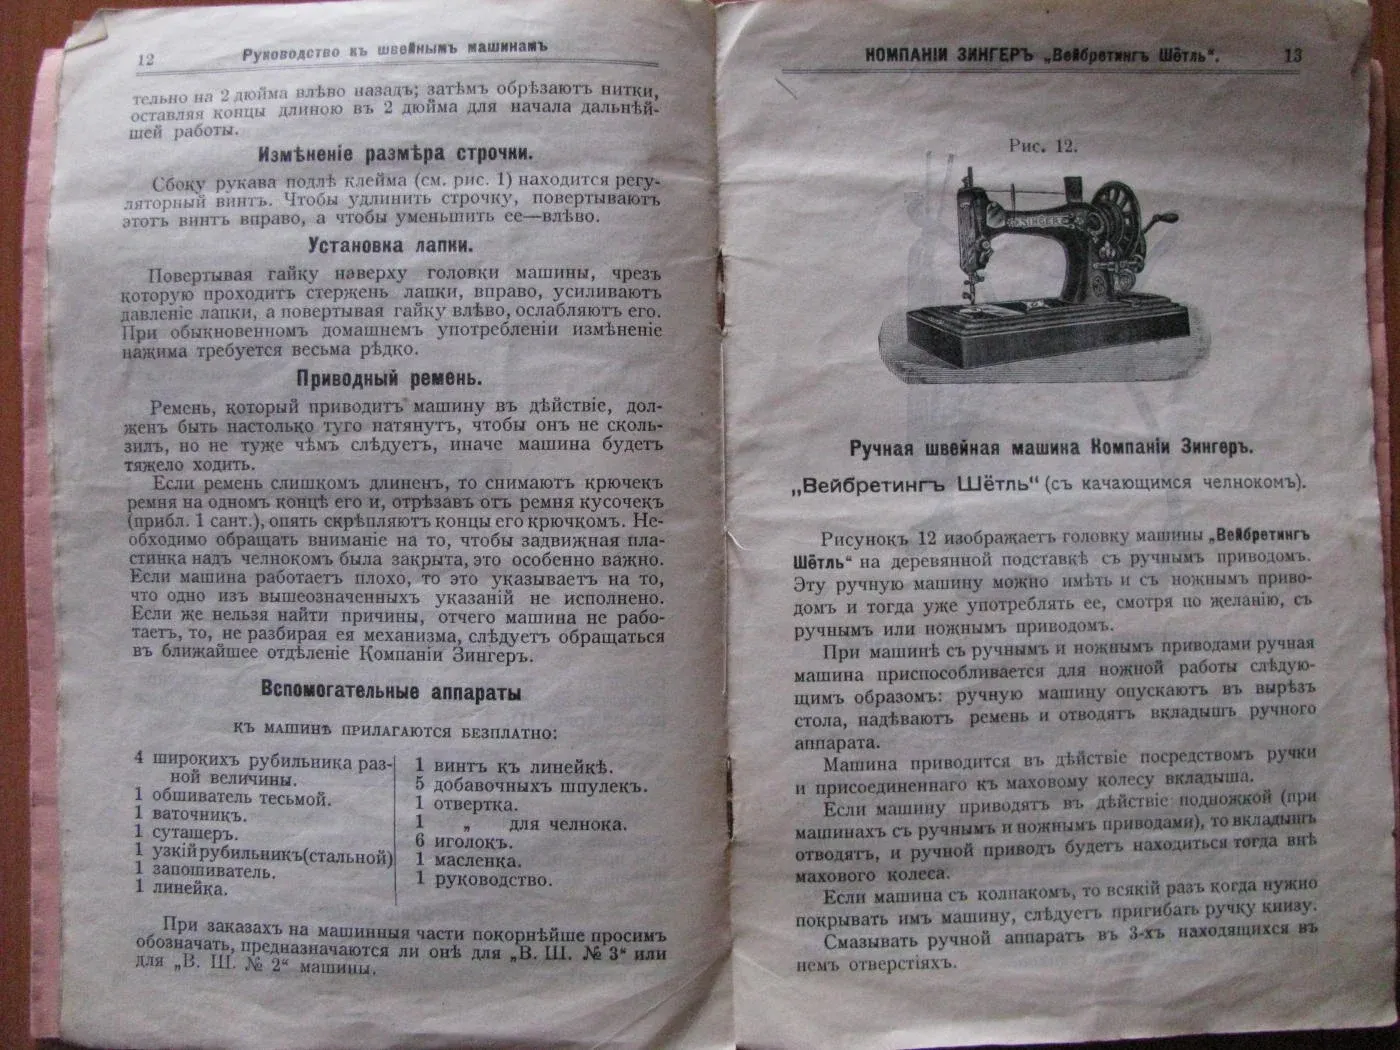 12 Руководство къ швейнымъ машинамъ
тельно на 2 дюйма влѣво назадъ; затѣмъ обрѣзаютъ нитки,
оставляя концы длиною въ 2 дюйма для начала дальнѣй-
шей работы.
Измѣненіе размѣра строчки.
Сбоку рукава подлѣ клейма (см. рис. 1) находится регу-
ляторный винтъ. Чтобы удлинить строчку, повертываютъ
этотъ винтъ вправо, а чтобы уменьшить ее—влѣво.
Установка лапки.
Повертывая гайку наверху головки машины, чрезъ
которую проходитъ стержень лапки, вправо, усиливаютъ
давленіе лапки, а повертывая гайку влѣво, ослабляютъ его.
При обыкновенномъ домашнемъ употребленіи измѣненіе
нажима требуется весьма рѣдко.
Приводный ремень.
Ремень, который приводитъ машину въ дѣйствіе, дол-
женъ быть настолько туго натянутъ, чтобы онъ не сколь-
зилъ, но не туже чѣмъ слѣдуетъ, иначе машина будетъ
тяжело ходить.
Если ремень слишкомъ длиненъ, то снимаютъ крючекъ
ремня на одномъ концѣ его и, отрѣзавъ отъ ремня кусочекъ
(прибл. 1 сант.), опять скрѣпляютъ концы его крючкомъ. Не-
обходимо обращать вниманіе на то, чтобы задвижная пла-
стинка надъ челнокомъ была закрыта, это особенно важно.
Если машина работаетъ плохо, то это указываетъ на то,
что одно изъ вышеозначенныхъ указаній не исполнено.
Если же нельзя найти причины, отчего машина не рабо-
таетъ, то, не разбирая ея механизма, слѣдуетъ обращаться
въ ближайшее отдѣленіе Компаніи Зингеръ.
Вспомогательные аппараты
КЪ МАШИНѢ ПРИЛАГАЮТСЯ БЕЗПЛАТНО:
4 широкихъ рубильника раз-
ной величины.
1 обшиватель тесьмой.
1 ваточникъ.
1 суташеръ.
1 узкій рубильникъ(стальной)
1 запошиватель.
1 линейка.
1 винтъ къ линейкѣ.
5 добавочныхъ шпулекъ.
1 отвертка.
1 „ для челнока.
6 иголокъ.
1 масленка.
1 руководство.
При заказахъ на машинныя части покорнѣйше просимъ
обозначать, предназначаются ли онѣ для „В. Ш. № 3“ или
для „В. Ш. № 2“ машины.
КОМПАНІИ ЗИНГЕРЪ „Вейбретингъ Шётль“. 13
Рис. 12.
SINGER
Ручная швейная машина Компаніи Зингеръ.
„Вейбретингъ Шётль“ (съ качающимся челнокомъ).
Рисунокъ 12 изображаетъ головку машины „Вейбретингъ
Шётль“ на деревянной подставкѣ съ ручнымъ приводомъ.
Эту ручную машину можно имѣть и съ ножнымъ приво-
домъ и тогда уже употреблять ее, смотря по желанію, съ
ручнымъ или ножнымъ приводомъ.
При машинѣ съ ручнымъ и ножнымъ приводами ручная
машина приспособливается для ножной работы слѣдую-
щимъ образомъ: ручную машину опускаютъ въ вырѣзъ
стола, надѣваютъ ремень и отводятъ вкладышъ ручного
аппарата.
Машина приводится въ дѣйствіе посредствомъ ручки
и присоединеннаго къ маховому колесу вкладыша.
Если машину приводятъ въ дѣйствіе подножкой (при
машинахъ съ ручнымъ и ножнымъ приводами), то вкладышъ
отводятъ, и ручной приводъ будетъ находиться тогда внѣ
махового колеса.
Если машина съ колпакомъ, то всякій разъ когда нужно
покрывать имъ машину, слѣдуетъ пригибать ручку книзу.
Смазывать ручной аппаратъ въ 3-хъ находящихся въ
немъ отверстіяхъ.